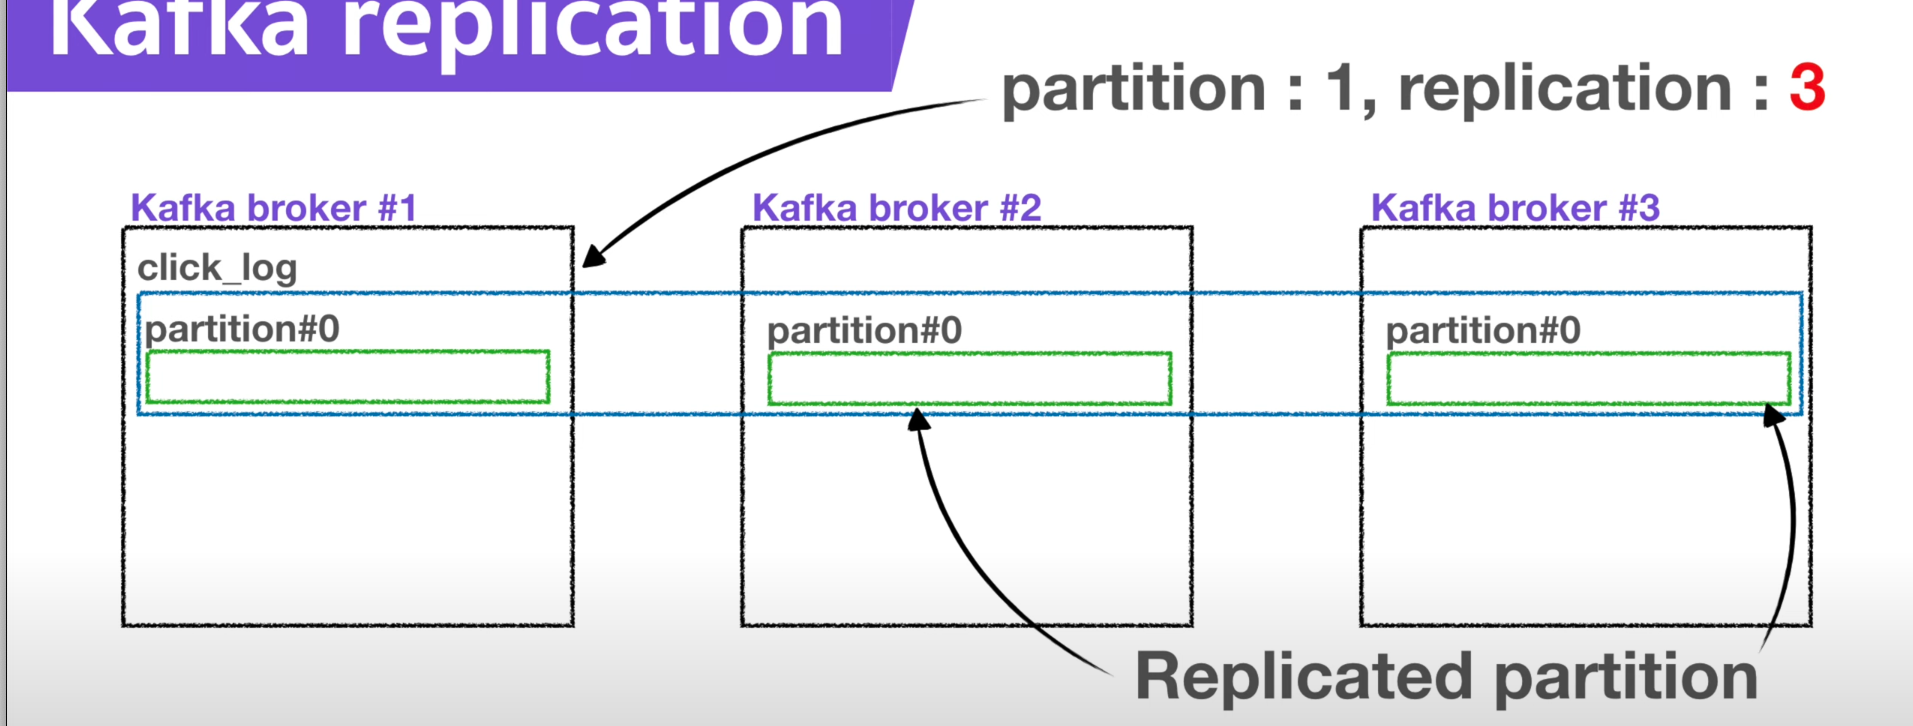 Kafka replication
partition : 1, replication : 3
Kafka broker #1
Kafka broker #2
Kafka broker #3
click_log
partition#0
partition#0
partition#0
Replicated partition